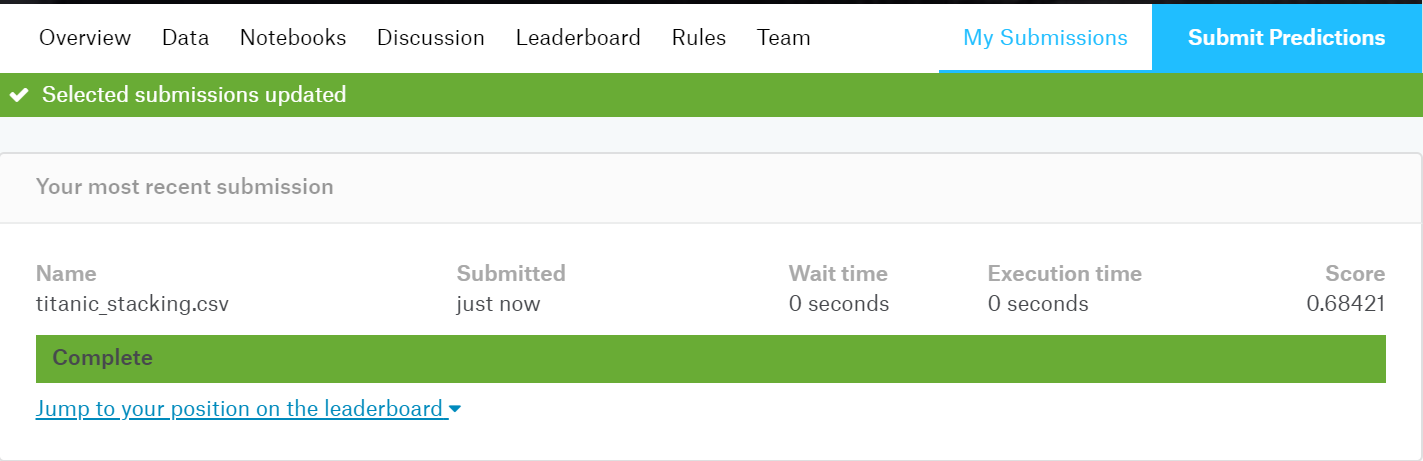 Overview Data Notebooks Discussion Leaderboard Rules Team My Submissions Submit Predictions
Selected submissions updated
Your most recent submission
Name Submitted Wait time Execution time Score
titanic_stacking.csv just now 0 seconds 0 seconds 0.68421
Complete
Jump to your position on the leaderboard